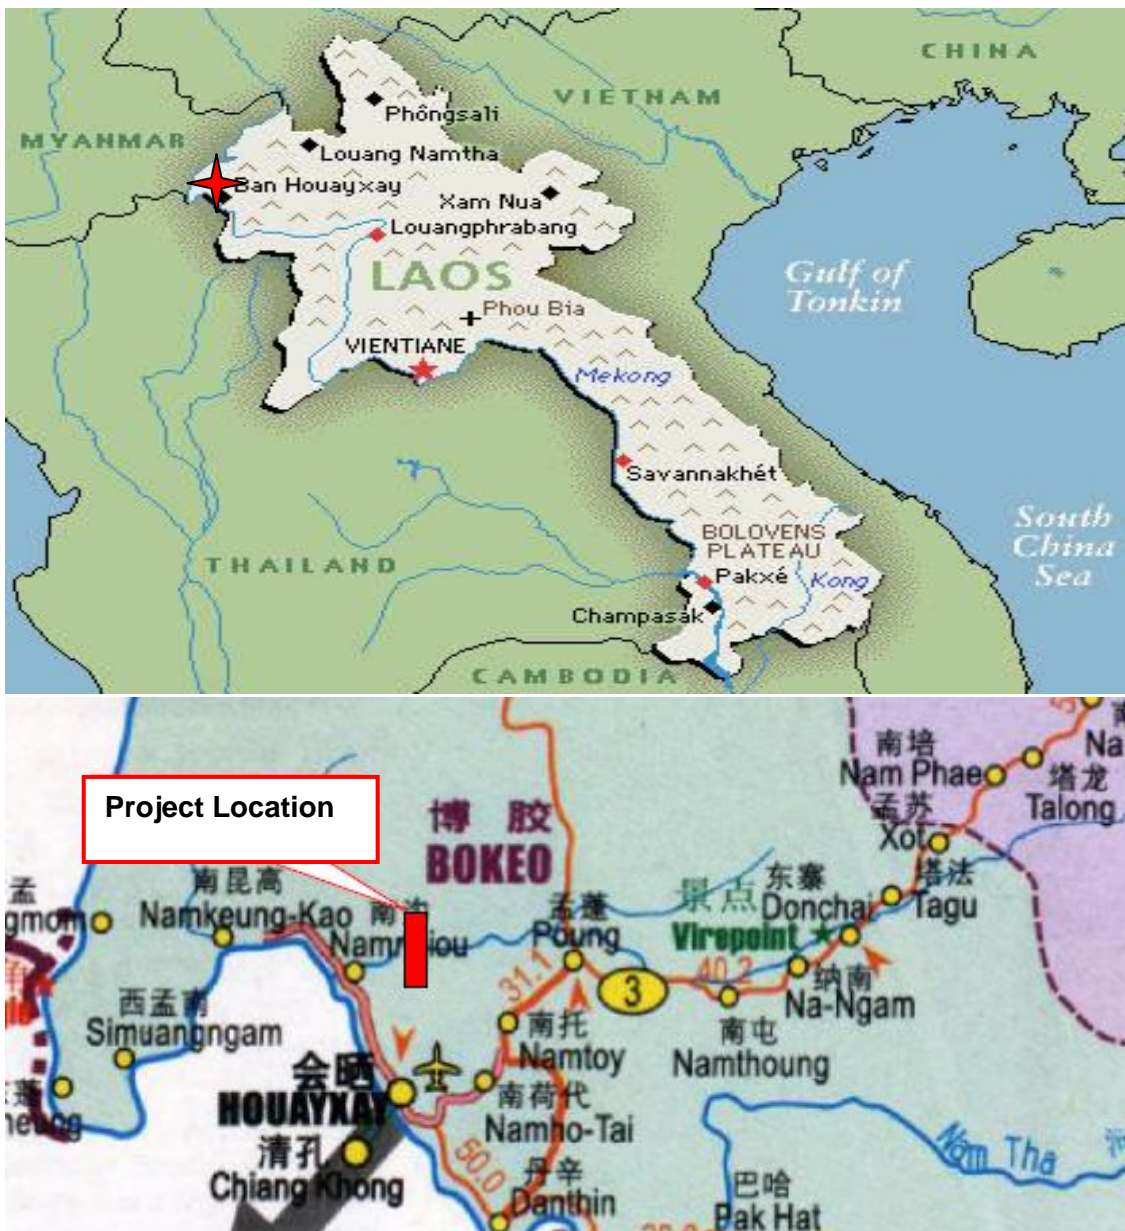 CHINA
VIETNAM
MYANMAR
Phôngsali
Louang Namtha
Ban Houayxay
Xam Nua
Louangphrabang
LAOS
Gulf of
Tonkin
Phou Bia
VIENTIANE
Mekong
Savannakhét
South
China
Sea
BOLOVENS
PLATEAU
THAILAND
Pakxé
Kong
Champasak
CAMBODIA
Project Location
博胶
BOKEO
南培
Nam Phae
Na
塔龙
Talong
孟苏
Xot
南昆高
Namkeung-Kao
孟
孟蓬
Poung
景点
Virepoint
东寨
Donchai
塔法
Tagu
31.1
3
40.2
纳南
Na-Ngam
西孟南
Simuangngam
南托
Namtoy
南屯
Namthoung
会晒
HOUAYXAY
南荷代
Namho-Tai
清孔
Chiang Khong
50.0
丹辛
Danthin
巴哈
Pak Hat
Nam Tha